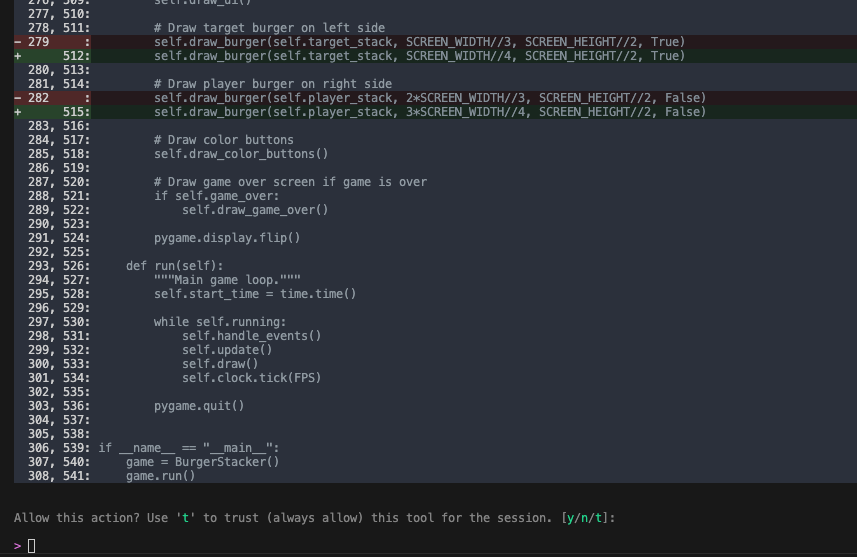 276, 509:         self.draw_ui()
277, 510:
278, 511:         # Draw target burger on left side
- 279     :         self.draw_burger(self.target_stack, SCREEN_WIDTH//3, SCREEN_HEIGHT//2, True)
+     512:         self.draw_burger(self.target_stack, SCREEN_WIDTH//4, SCREEN_HEIGHT//2, True)
280, 513:
281, 514:         # Draw player burger on right side
- 282     :         self.draw_burger(self.player_stack, 2*SCREEN_WIDTH//3, SCREEN_HEIGHT//2, False)
+     515:         self.draw_burger(self.player_stack, 3*SCREEN_WIDTH//4, SCREEN_HEIGHT//2, False)
283, 516:
284, 517:         # Draw color buttons
285, 518:         self.draw_color_buttons()
286, 519:
287, 520:         # Draw game over screen if game is over
288, 521:         if self.game_over:
289, 522:             self.draw_game_over()
290, 523:
291, 524:         pygame.display.flip()
292, 525:
293, 526:     def run(self):
294, 527:         """Main game loop."""
295, 528:         self.start_time = time.time()
296, 529:
297, 530:         while self.running:
298, 531:             self.handle_events()
299, 532:             self.update()
300, 533:             self.draw()
301, 534:             self.clock.tick(FPS)
302, 535:
303, 536:         pygame.quit()
304, 537:
305, 538:
306, 539: if __name__ == "__main__":
307, 540:     game = BurgerStacker()
308, 541:     game.run()
Allow this action? Use 't' to trust (always allow) this tool for the session. [y/n/t]:
>